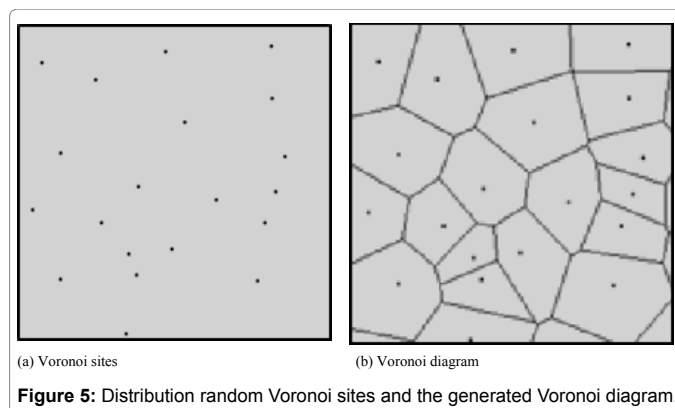 (a) Voronoi sites
(b) Voronoi diagram
Figure 5: Distribution random Voronoi sites and the generated Voronoi diagram.